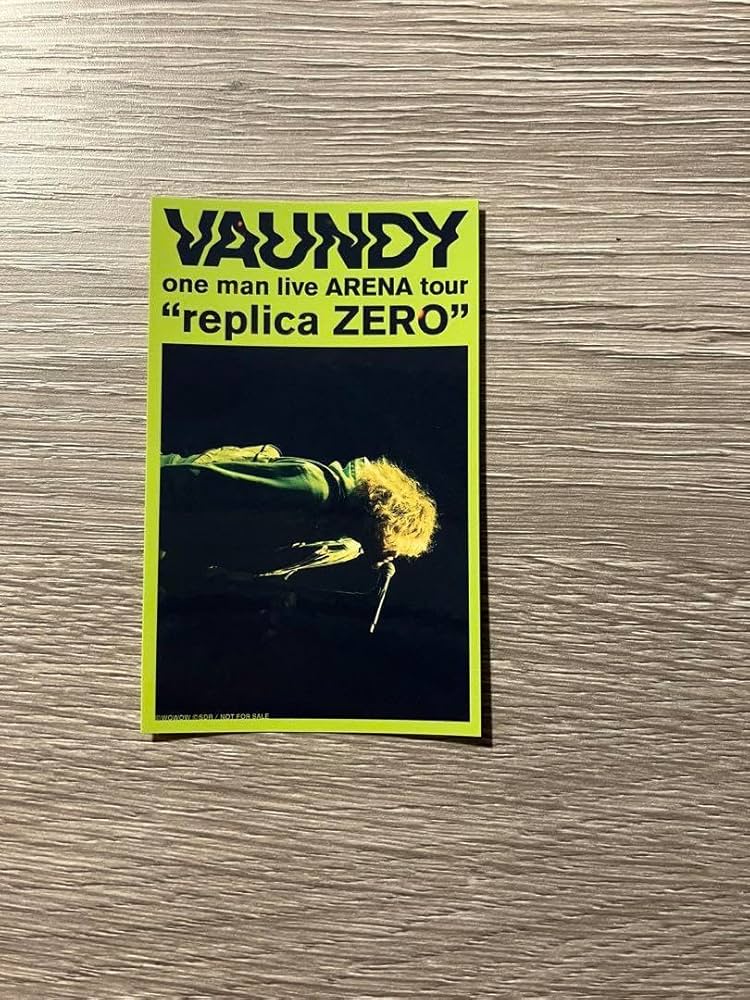 VAUNDY
one man live ARENA tour
“replica ZERO”
©WOWOW ©SDR / NOT FOR SALE